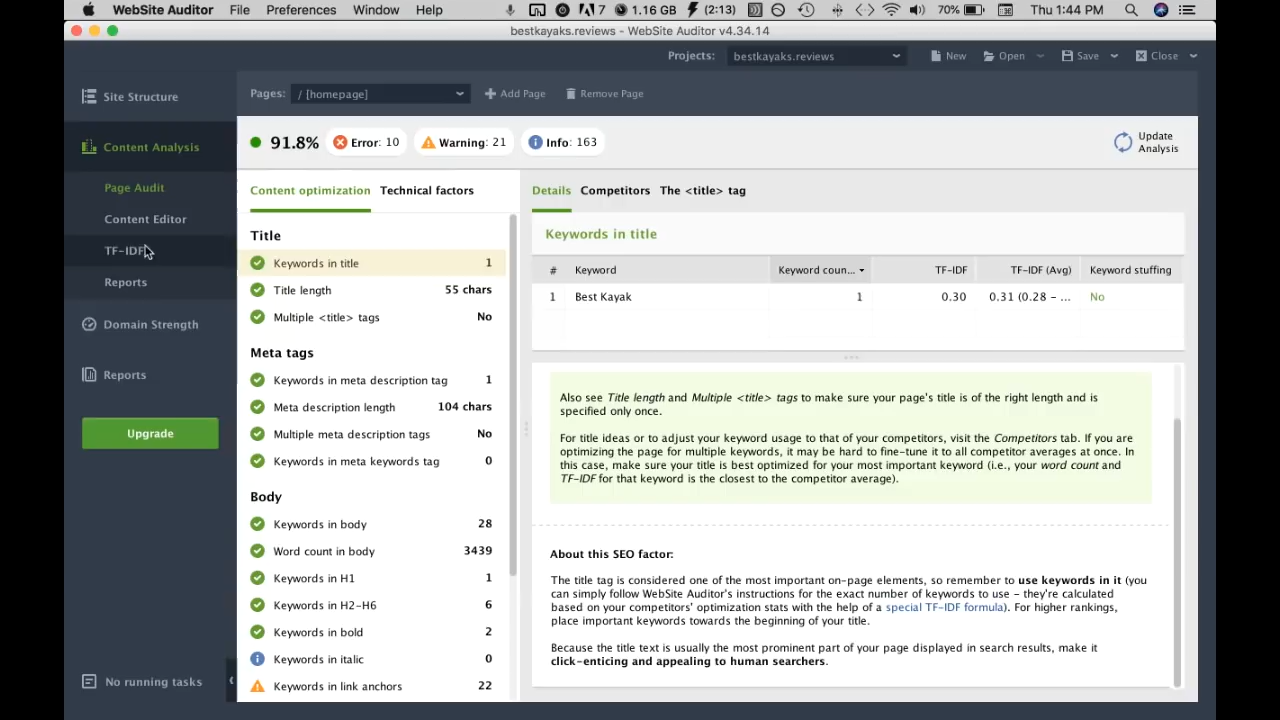 WebSite Auditor File Preferences Window Help 7 1.16 GB (2:13) 70% Thu 1:44 PM
bestkayaks.reviews - WebSite Auditor v4.34.14
Projects: bestkayaks.reviews New Open Save Close
Site Structure
Content Analysis
Page Audit
Content Editor
TF-IDF
Reports
Domain Strength
Reports
Upgrade
No running tasks
Pages: / [homepage] Add Page Remove Page
91.8% Error: 10 Warning: 21 Info: 163
Update
Analysis
Content optimization Technical factors
Title
Keywords in title 1
Title length 55 chars
Multiple <title> tags No
Meta tags
Keywords in meta description tag 1
Meta description length 104 chars
Multiple meta description tags No
Keywords in meta keywords tag 0
Body
Keywords in body 28
Word count in body 3439
Keywords in H1 1
Keywords in H2-H6 6
Keywords in bold 2
Keywords in italic 0
Keywords in link anchors 22
Details Competitors The <title> tag
Keywords in title
# Keyword Keyword coun... TF-IDF TF-IDF (Avg) Keyword stuffing
1 Best Kayak 1 0.30 0.31 (0.28 - ... No
Also see Title length and Multiple <title> tags to make sure your page's title is of the right length and is
specified only once.
For title ideas or to adjust your keyword usage to that of your competitors, visit the Competitors tab. If you are
optimizing the page for multiple keywords, it may be hard to fine-tune it to all competitor averages at once. In
this case, make sure your title is best optimized for your most important keyword (i.e., your word count and
TF-IDF for that keyword is the closest to the competitor average).
About this SEO factor:
The title tag is considered one of the most important on-page elements, so remember to use keywords in it (you
can simply follow WebSite Auditor's instructions for the exact number of keywords to use - they're calculated
based on your competitors' optimization stats with the help of a special TF-IDF formula). For higher rankings,
place important keywords towards the beginning of your title.
Because the title text is usually the most prominent part of your page displayed in search results, make it
click-enticing and appealing to human searchers.